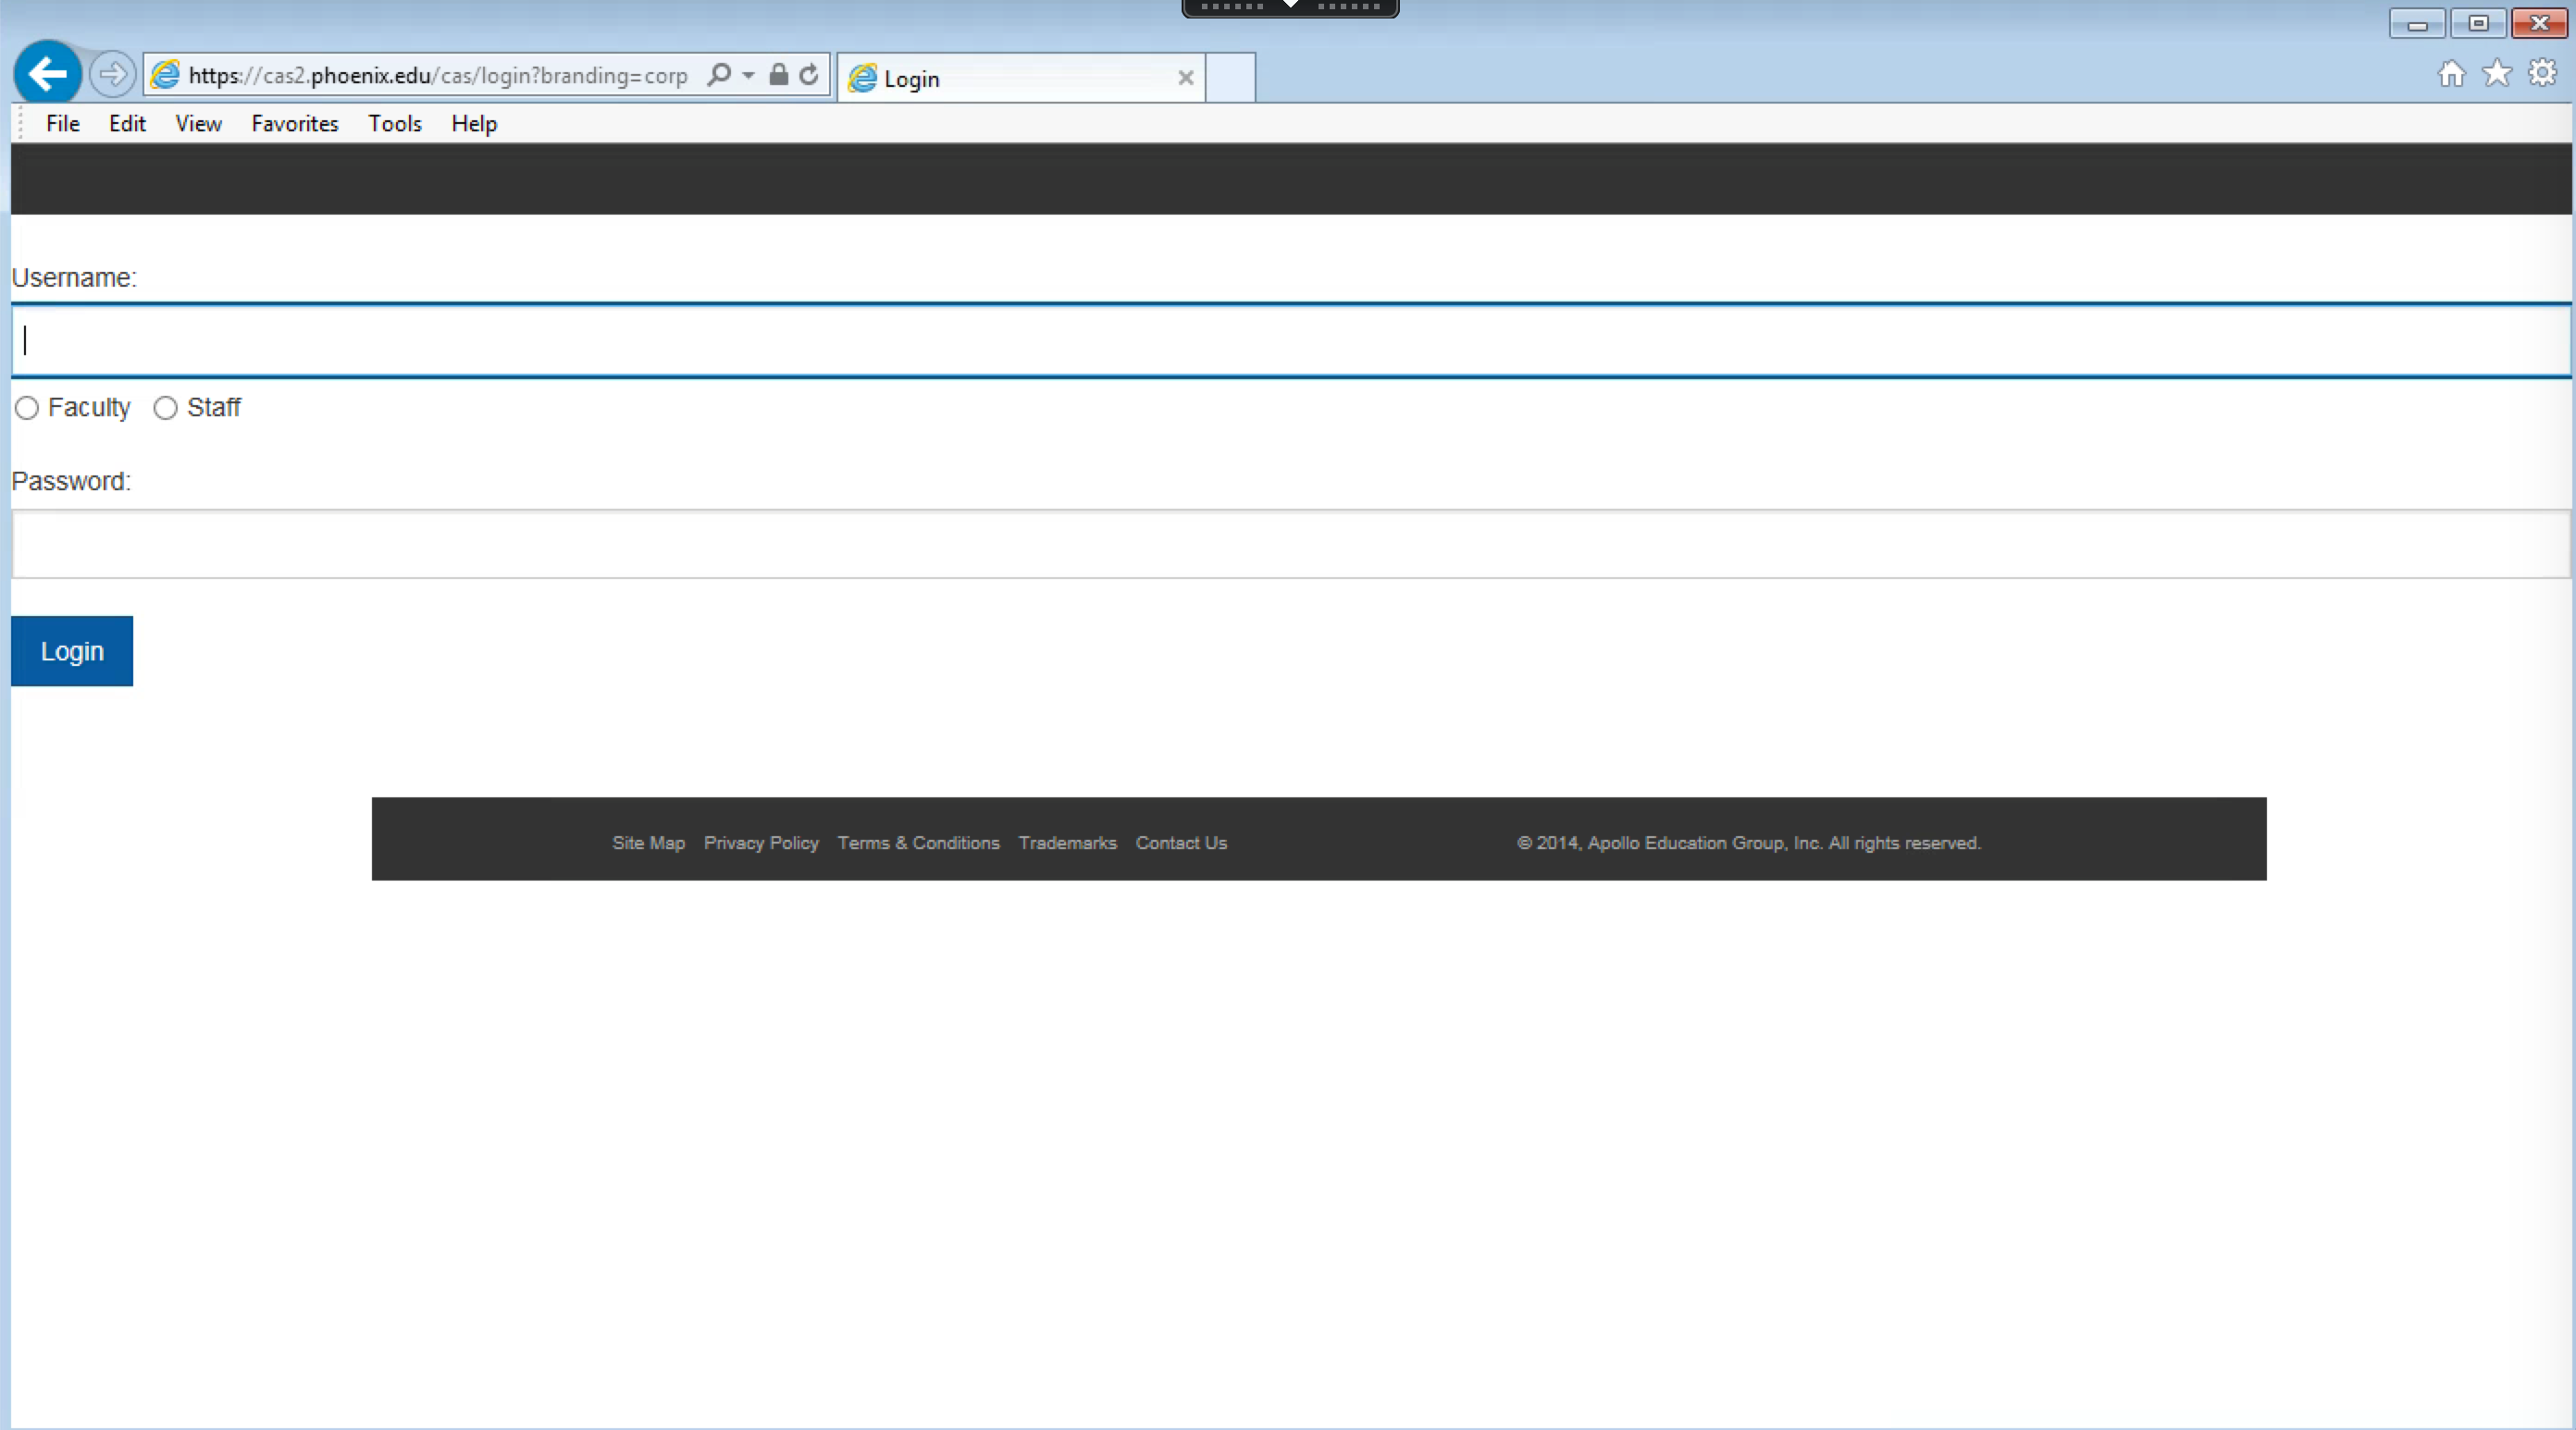 https://cas2.phoenix.edu/cas/login?branding=corp
Login
File Edit View Favorites Tools Help
Username:
Faculty Staff
Password:
Login
Site Map Privacy Policy Terms & Conditions Trademarks Contact Us © 2014, Apollo Education Group, Inc. All rights reserved.